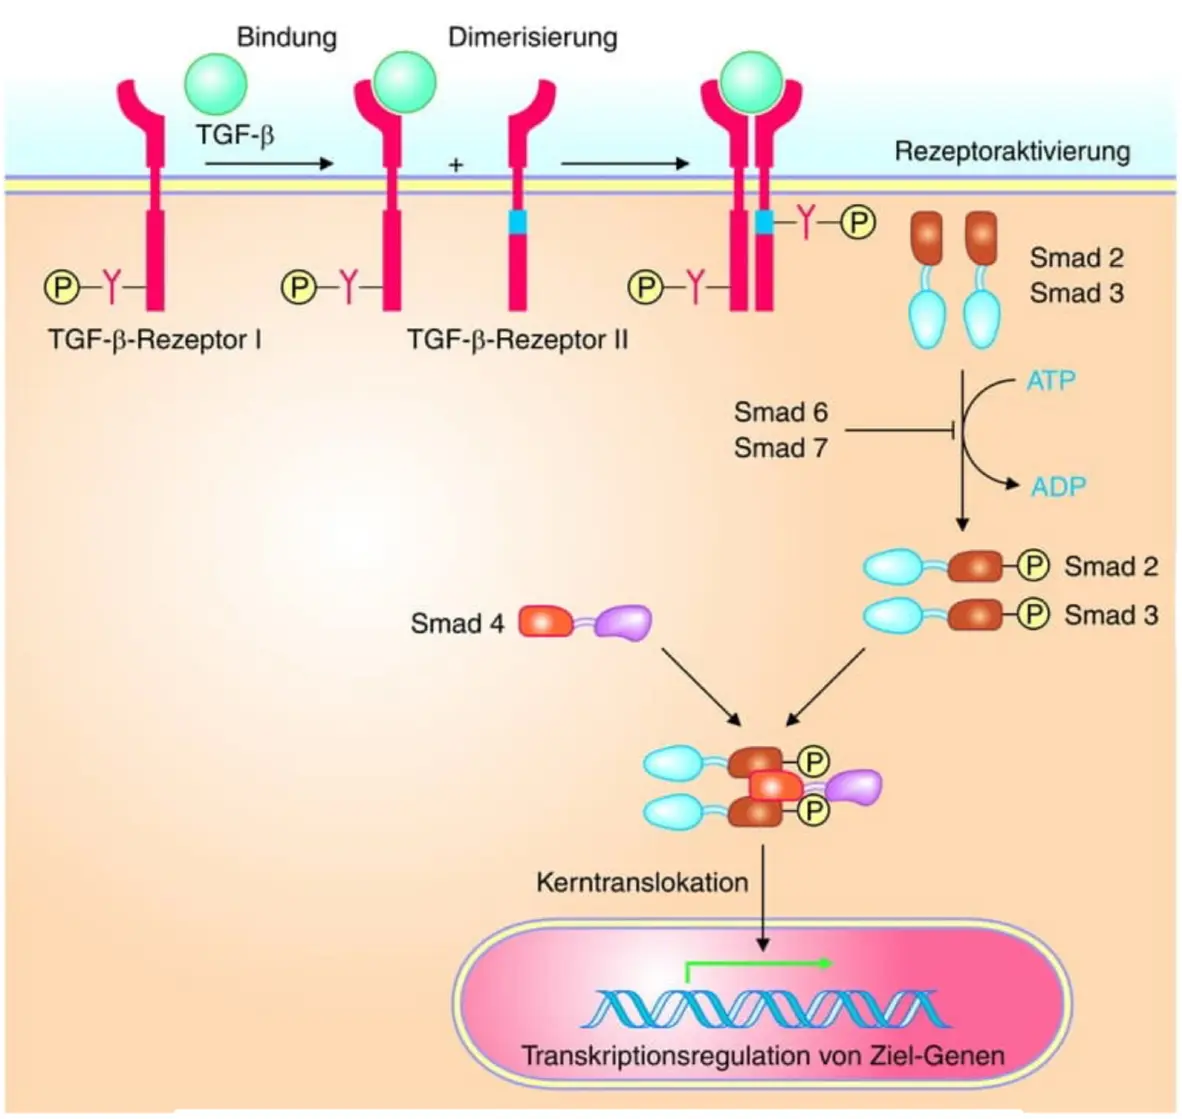 Bindung
Dimerisierung
TGF-β
+
Rezeptoraktivierung
P Y
P Y
P Y
Y P
TGF-β-Rezeptor I
TGF-β-Rezeptor II
Smad 2
Smad 3
ATP
Smad 6
Smad 7
ADP
P Smad 2
P Smad 3
Smad 4
P
P
Kerntranslokation
Transkriptionsregulation von Ziel-Genen